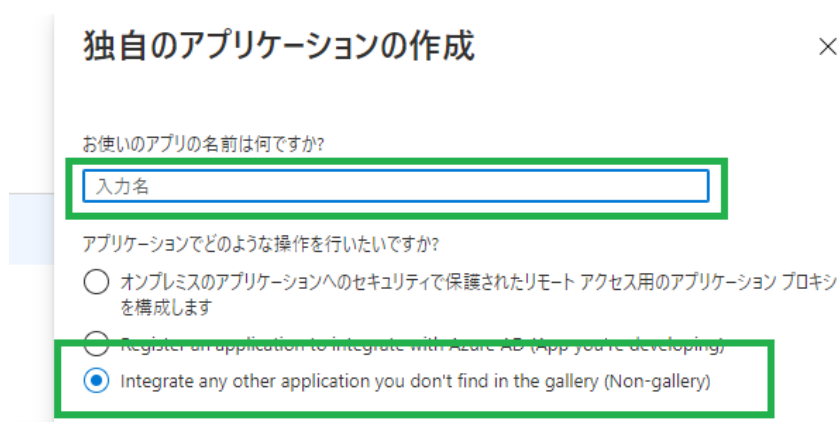 独自のアプリケーションの作成
お使いのアプリの名前は何ですか?
入力名
アプリケーションでどのような操作を行いたいですか?
オンプレミスのアプリケーションへのセキュリティで保護されたリモート アクセス用のアプリケーション プロキシ
を構成します
Register an application to integrate with Azure AD (App you're developing)
Integrate any other application you don't find in the gallery (Non-gallery)